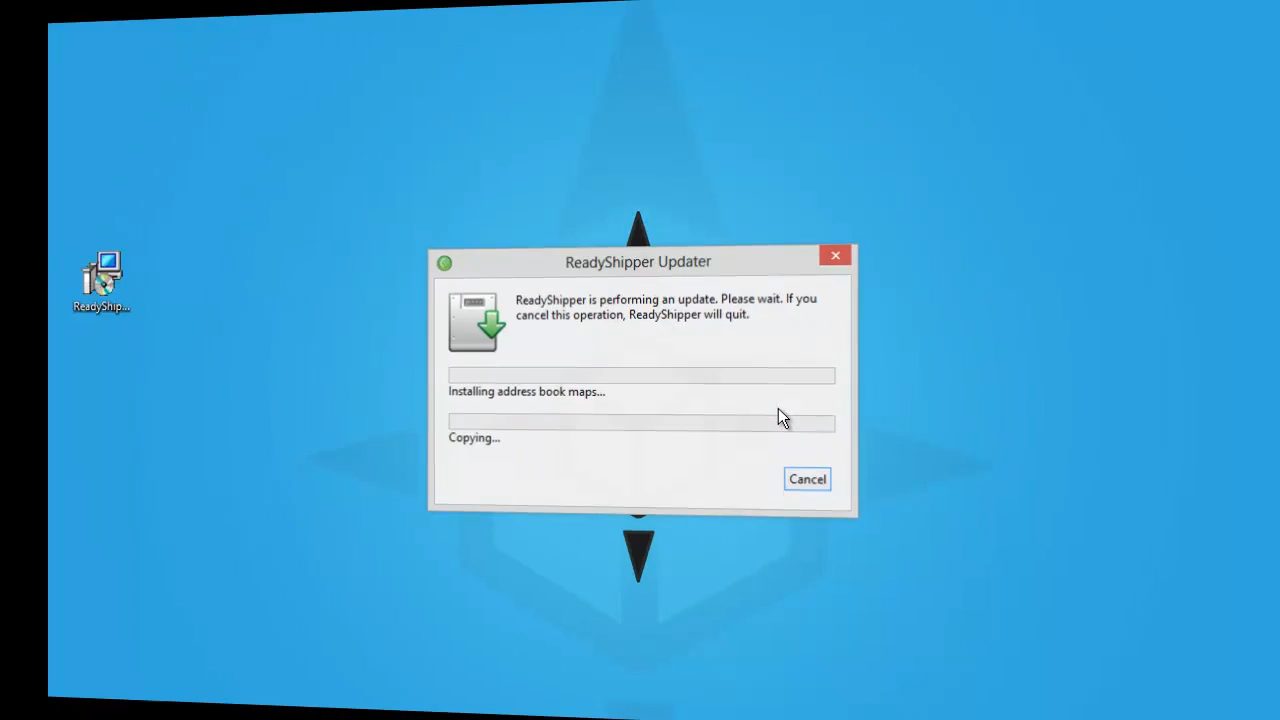 ReadyShipper Updater
ReadyShip...
ReadyShipper is performing an update. Please wait. If you
cancel this operation, ReadyShipper will quit.
Installing address book maps...
Copying...
Cancel